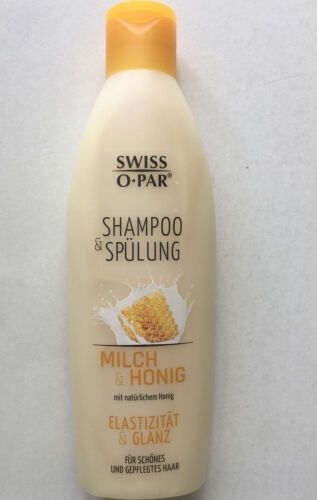 SWISS
O·PAR®
SHAMPOO
& SPÜLUNG
MILCH
& HONIG
mit natürlichem Honig
ELASTIZITÄT
& GLANZ
FÜR SCHÖNES
UND GEPFLEGTES HAAR